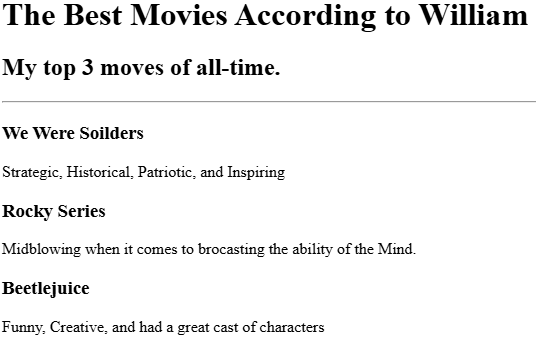 The Best Movies According to William
My top 3 moves of all-time.
We Were Soilders
Strategic, Historical, Patriotic, and Inspiring
Rocky Series
Midblowing when it comes to brocasting the ability of the Mind.
Beetlejuice
Funny, Creative, and had a great cast of characters